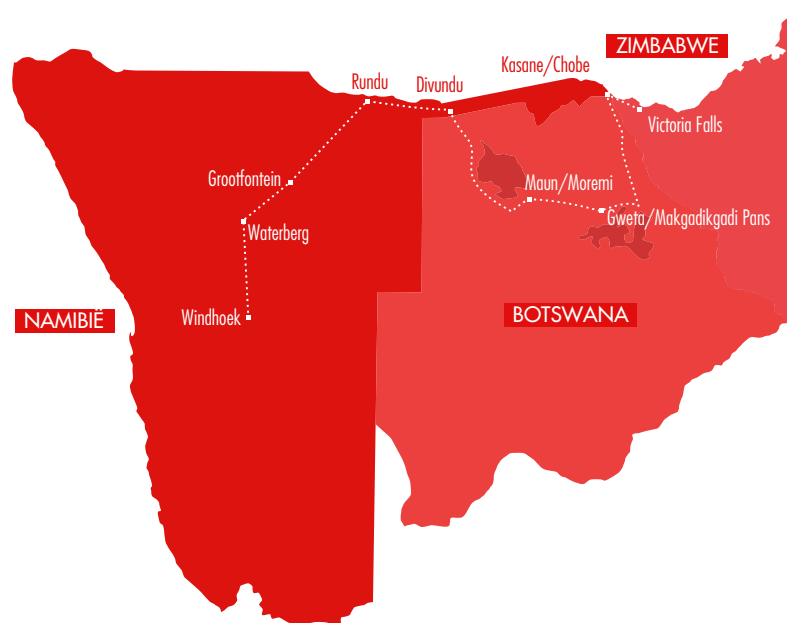 ZIMBABWE
Kasane/Chobe
Rundu
Divundu
Victoria Falls
Grootfontein
Maun/Moremi
Gweta/Makgadikgadi Pans
Waterberg
NAMIBIË
Windhoek
BOTSWANA